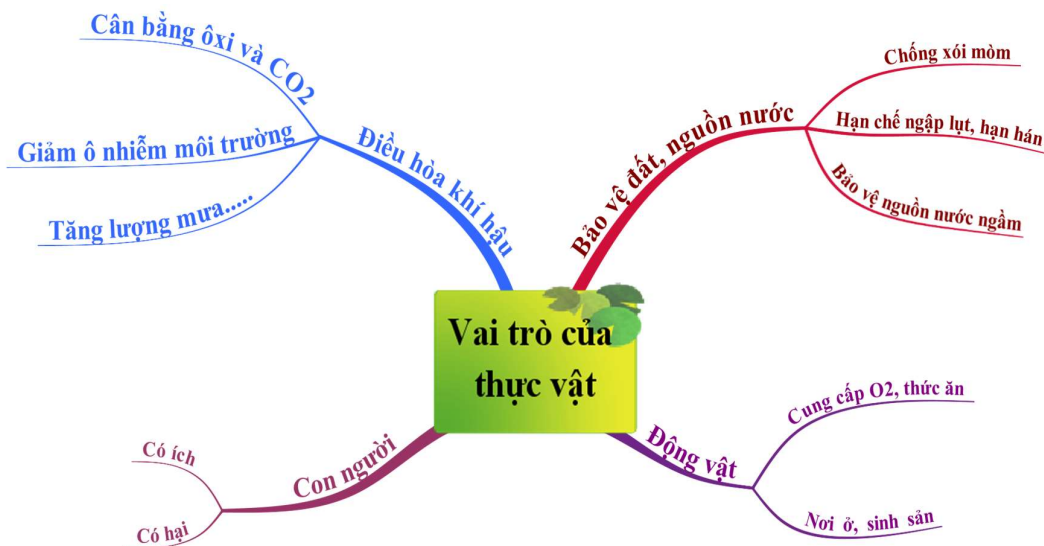 Vai trò của
thực vật
Điều hòa khí hậu
Cân bằng ôxi và CO2
Giảm ô nhiễm môi trường
Tăng lượng mưa.....
Bảo vệ đất, nguồn nước
Chống xói mòm
Hạn chế ngập lụt, hạn hán
Bảo vệ nguồn nước ngầm
Con người
Có ích
Có hại
Động vật
Cung cấp O2, thức ăn
Nơi ở, sinh sản